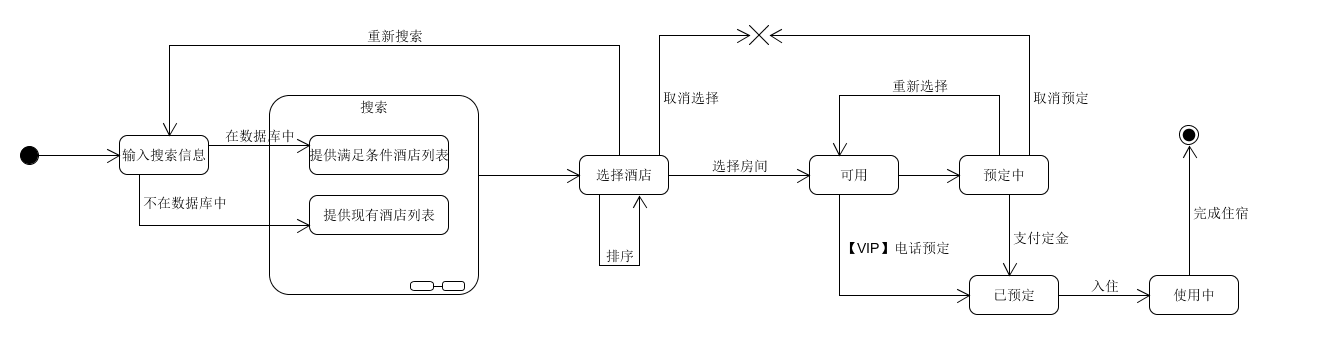 重新搜索
取消选择
重新选择
取消预定
搜索
在数据库中
输入搜索信息
提供满足条件酒店列表
选择酒店
选择房间
可用
预定中
不在数据库中
提供现有酒店列表
完成住宿
排序
【VIP】电话预定
支付定金
已预定
入住
使用中